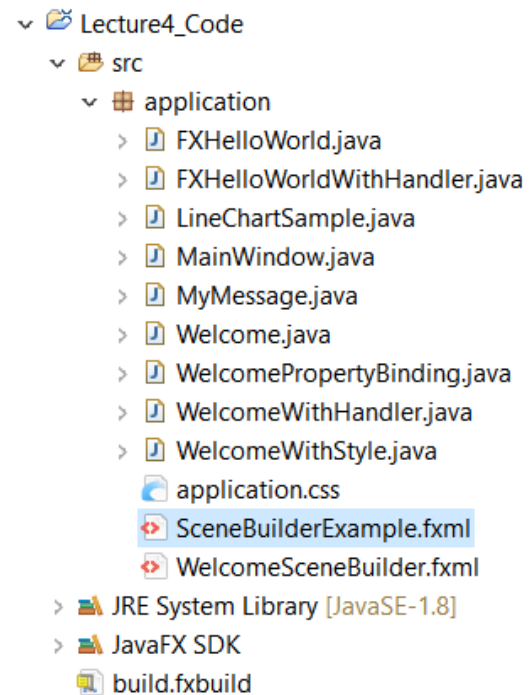 Lecture4_Code
src
application
FXHelloWorld.java
FXHelloWorldWithHandler.java
LineChartSample.java
MainWindow.java
MyMessage.java
Welcome.java
WelcomePropertyBinding.java
WelcomeWithHandler.java
WelcomeWithStyle.java
application.css
SceneBuilderExample.fxml
WelcomeSceneBuilder.fxml
JRE System Library [JavaSE-1.8]
JavaFX SDK
build.fxbuild